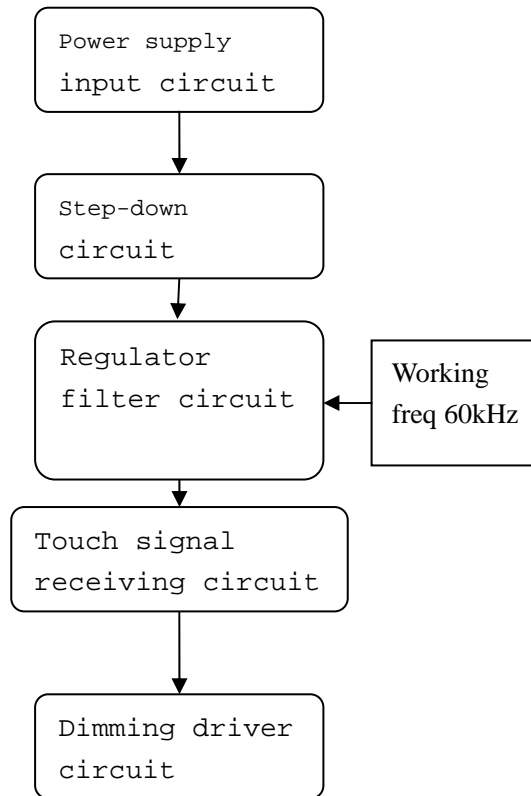 Power supply
input circuit
Step-down
circuit
Regulator
filter circuit
Working
freq 60kHz
Touch signal
receiving circuit
Dimming driver
circuit